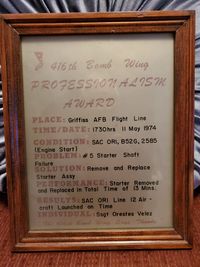 416th Bomb Wing
PROFESSIONALISM
AWARD
PLACE: Griffiss AFB Flight Line
TIME/DATE: 1730hrs 11 May 1974
CONDITION: SAC ORI, B52G, 2585
(Engine Start)
PROBLEM: #5 Starter Shaft
Failure
SOLUTION: Remove and Replace
Starter Assy
PERFORMANCE: Starter Removed
and Replaced in Total Time of 13 Mins.
RESULTS: SAC ORI Line 12 Air-
craft Launched on Time
INDIVIDUAL: Ssgt Orestes Velez